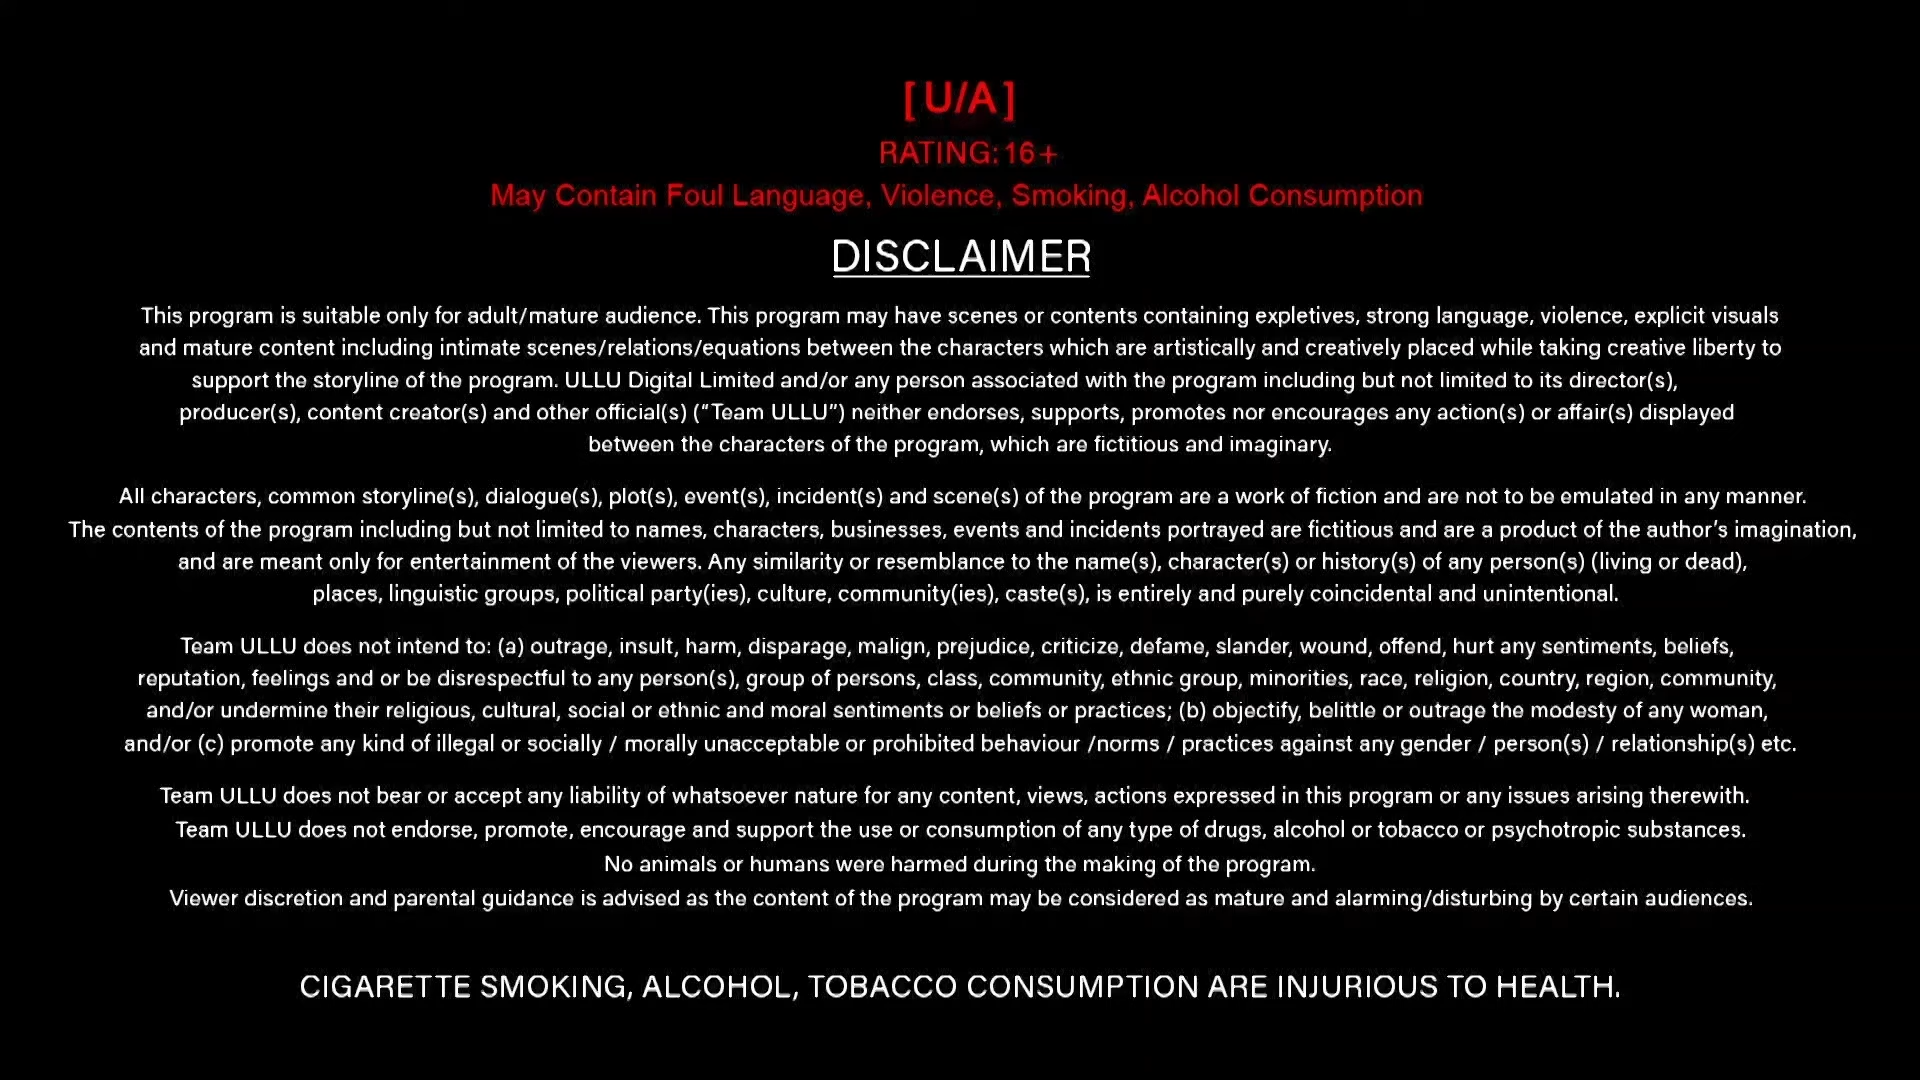 [U/A]
RATING: 16+
May Contain Foul Language, Violence, Smoking, Alcohol Consumption
DISCLAIMER
This program is suitable only for adult/mature audience. This program may have scenes or contents containing expletives, strong language, violence, explicit visuals
and mature content including intimate scenes/relations/equations between the characters which are artistically and creatively placed while taking creative liberty to
support the storyline of the program. ULLU Digital Limited and/or any person associated with the program including but not limited to its director(s),
producer(s), content creator(s) and other official(s) (“Team ULLU”) neither endorses, supports, promotes nor encourages any action(s) or affair(s) displayed
between the characters of the program, which are fictitious and imaginary.
All characters, common storyline(s), dialogue(s), plot(s), event(s), incident(s) and scene(s) of the program are a work of fiction and are not to be emulated in any manner.
The contents of the program including but not limited to names, characters, businesses, events and incidents portrayed are fictitious and are a product of the author’s imagination,
and are meant only for entertainment of the viewers. Any similarity or resemblance to the name(s), character(s) or history(s) of any person(s) (living or dead),
places, linguistic groups, political party(ies), culture, community(ies), caste(s), is entirely and purely coincidental and unintentional.
Team ULLU does not intend to: (a) outrage, insult, harm, disparage, malign, prejudice, criticize, defame, slander, wound, offend, hurt any sentiments, beliefs,
reputation, feelings and or be disrespectful to any person(s), group of persons, class, community, ethnic group, minorities, race, religion, country, region, community,
and/or undermine their religious, cultural, social or ethnic and moral sentiments or beliefs or practices; (b) objectify, belittle or outrage the modesty of any woman,
and/or (c) promote any kind of illegal or socially / morally unacceptable or prohibited behaviour /norms / practices against any gender / person(s) / relationship(s) etc.
Team ULLU does not bear or accept any liability of whatsoever nature for any content, views, actions expressed in this program or any issues arising therewith.
Team ULLU does not endorse, promote, encourage and support the use or consumption of any type of drugs, alcohol or tobacco or psychotropic substances.
No animals or humans were harmed during the making of the program.
Viewer discretion and parental guidance is advised as the content of the program may be considered as mature and alarming/disturbing by certain audiences.
CIGARETTE SMOKING, ALCOHOL, TOBACCO CONSUMPTION ARE INJURIOUS TO HEALTH.